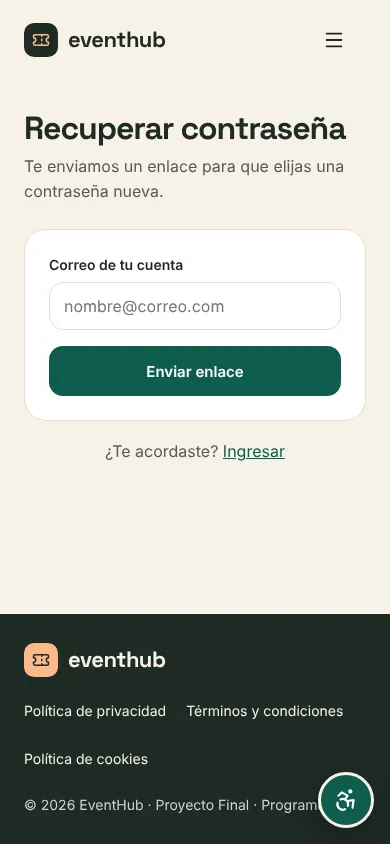 eventhub
Recuperar contraseña
Te enviamos un enlace para que elijas una
contraseña nueva.
Correo de tu cuenta
nombre@correo.com
Enviar enlace
¿Te acordaste? Ingresar
eventhub
Política de privacidad Términos y condiciones
Política de cookies
© 2026 EventHub · Proyecto Final ·